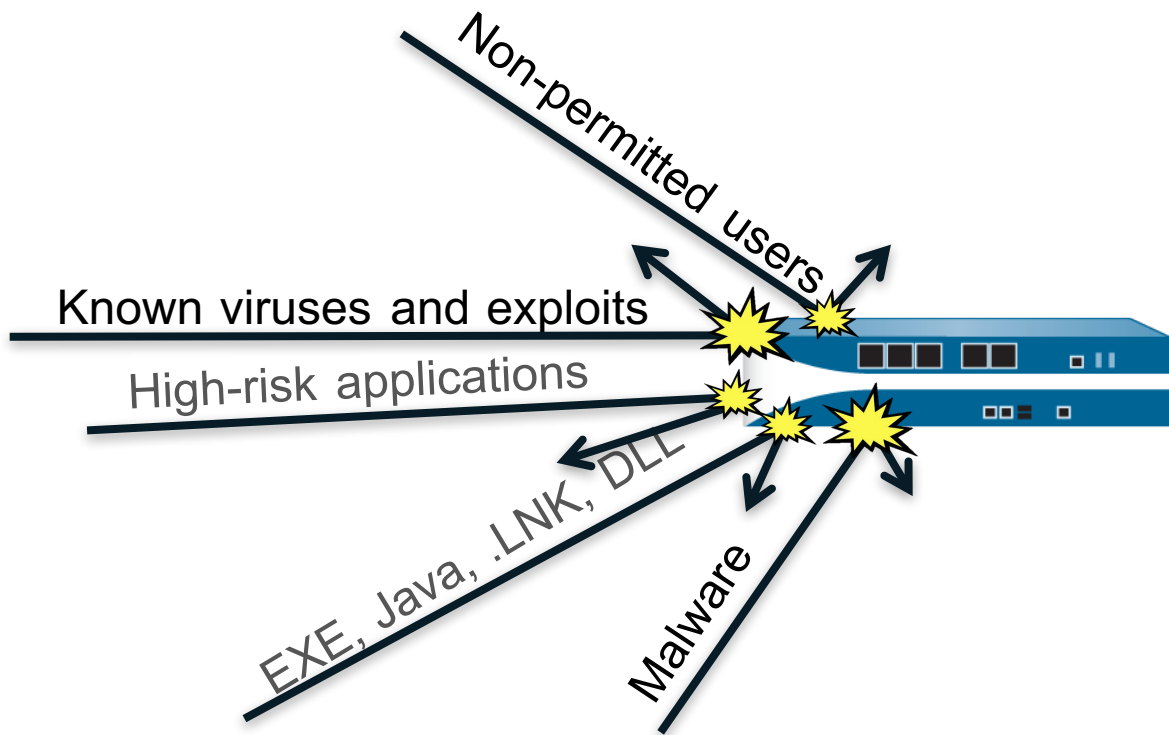 Non-permitted users
Known viruses and exploits
High-risk applications
EXE, Java, .LNK, DLL
Malware